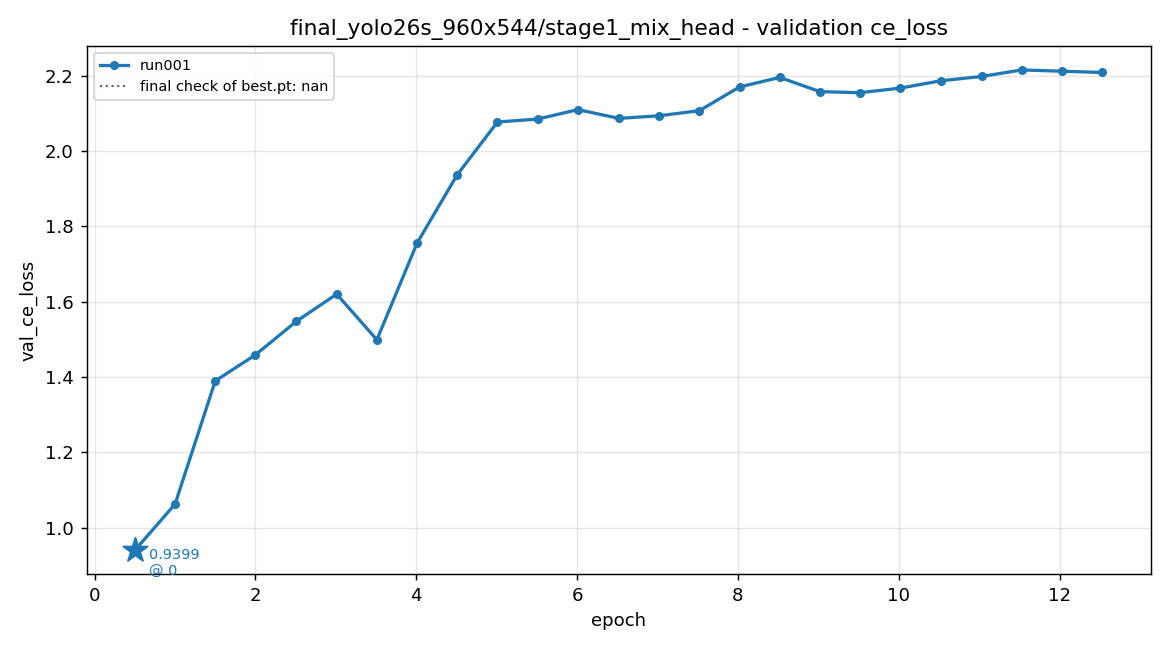 final_yolo26s_960x544/stage1_mix_head - validation ce_loss
run001
final check of best.pt: nan
val_ce_loss
2.2
2.0
1.8
1.6
1.4
1.2
1.0
0.9399
@ 0
0 2 4 6 8 10 12
epoch